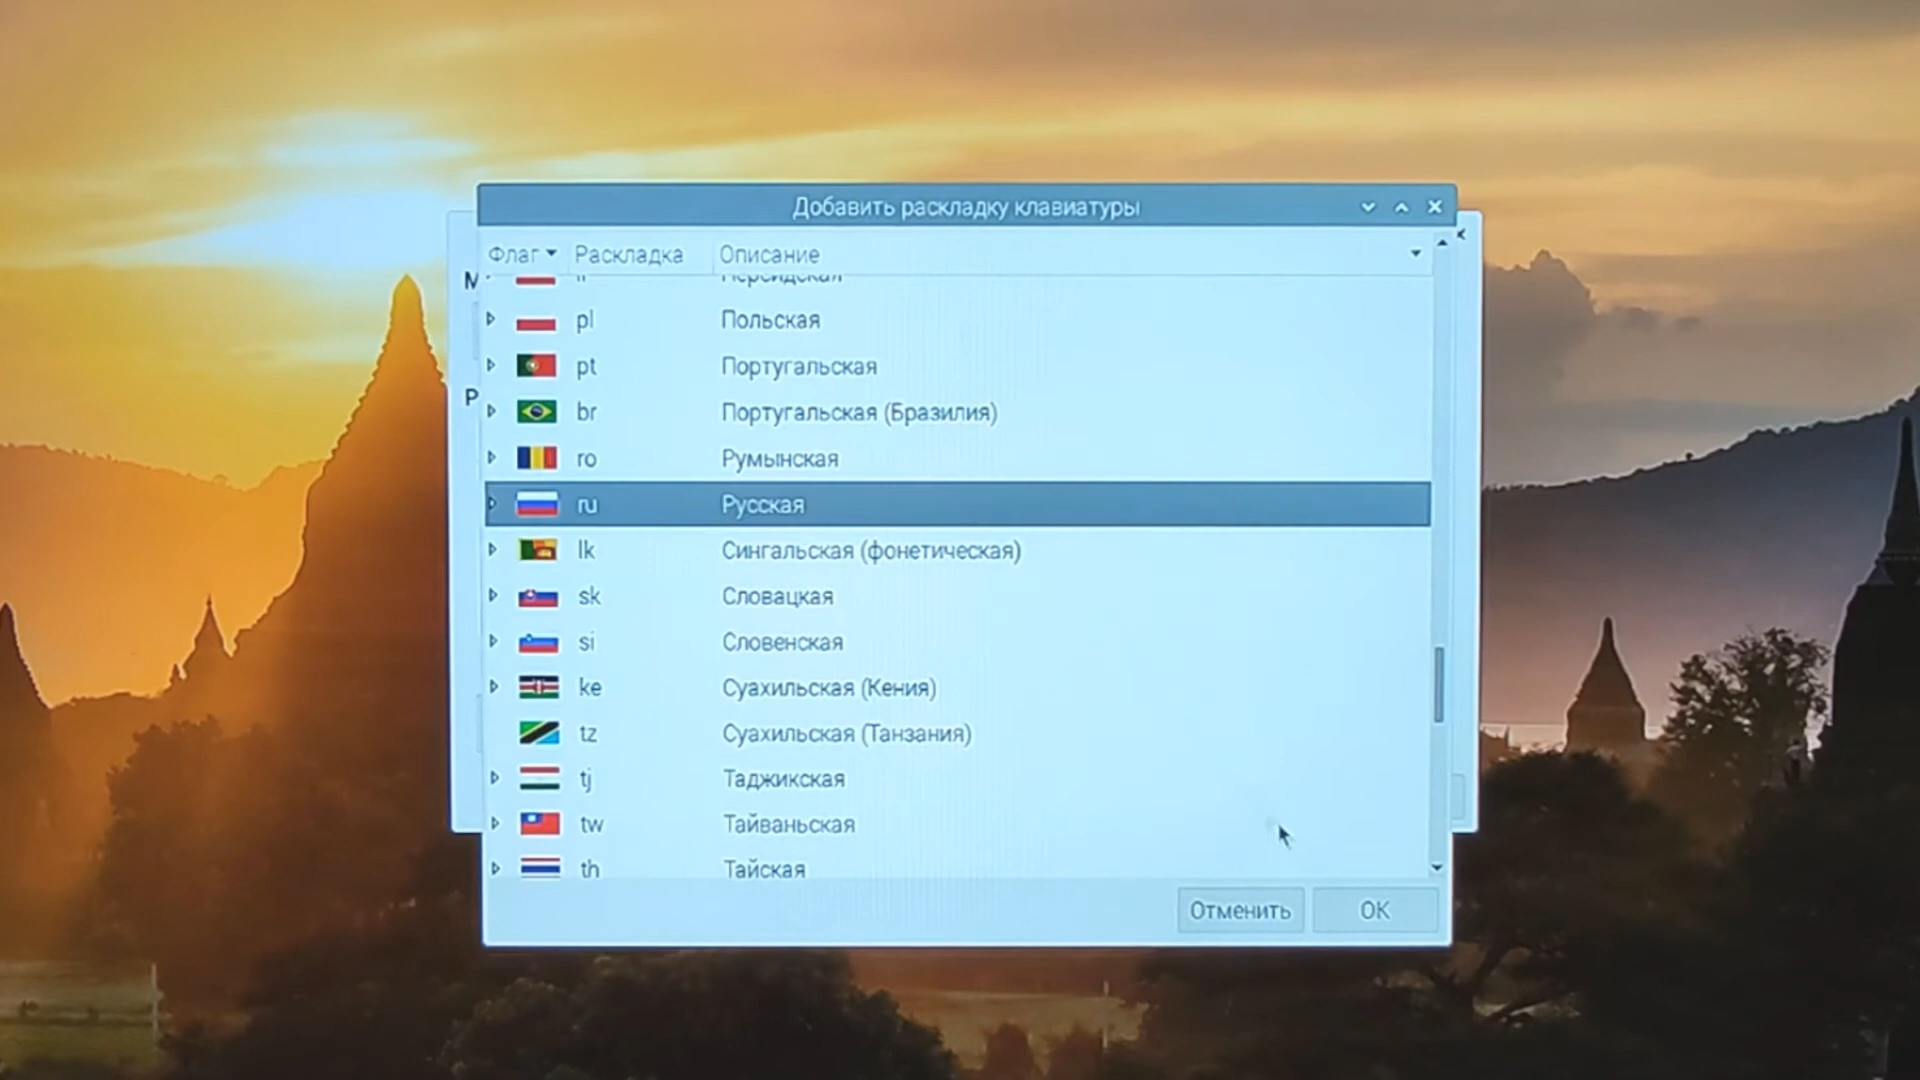 Добавить раскладку клавиатуры
Флаг Раскладка Описание
ir Персидская
pl Польская
pt Португальская
br Португальская (Бразилия)
ro Румынская
ru Русская
lk Сингальская (фонетическая)
sk Словацкая
si Словенская
ke Суахильская (Кения)
tz Суахильская (Танзания)
tj Таджикская
tw Тайваньская
th Тайская
Отменить OK
М
Р